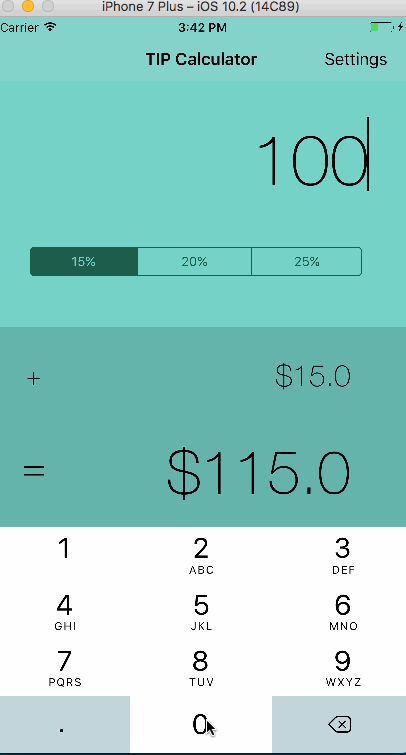 iPhone 7 Plus – iOS 10.2 (14C89)
Carrier 3:42 PM
TIP Calculator Settings
100
15% 20% 25%
+ $15.0
= $115.0
1 2 3
ABC DEF
4 5 6
GHI JKL MNO
7 8 9
PQRS TUV WXYZ
. 0